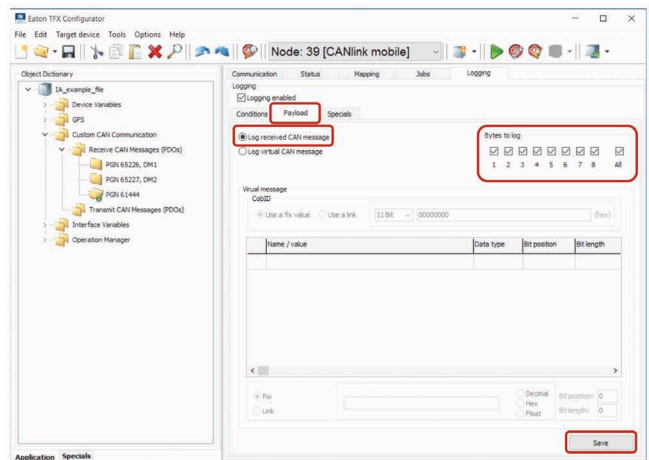 Eaton TFX Configurator
File Edit Target device Tools Options Help
Node: 39 [CANlink mobile]
Object Dictionary
IA_example_file
Device Variables
GPS
Custom CAN Communication
Receive CAN Messages (PDOs)
PGN 65226, DM1
PGN 65227, DM2
PGN 61444
Transmit CAN Messages (PDOs)
Interface Variables
Operation Manager
Application Specials
Communication Status Mapping Jobs Logging
Logging
Logging enabled
Conditions Payload Specials
Log received CAN message
Log virtual CAN message
Bytes to log
1 2 3 4 5 6 7 8 All
Virual message
CobID
Use a fix value Use a link 11 Bit 00000000 (hex)
Name / value Data type Bit position Bit length
Fix
Link
Decimal
Hex
Float
Bit position: 0
Bit length: 0
Save